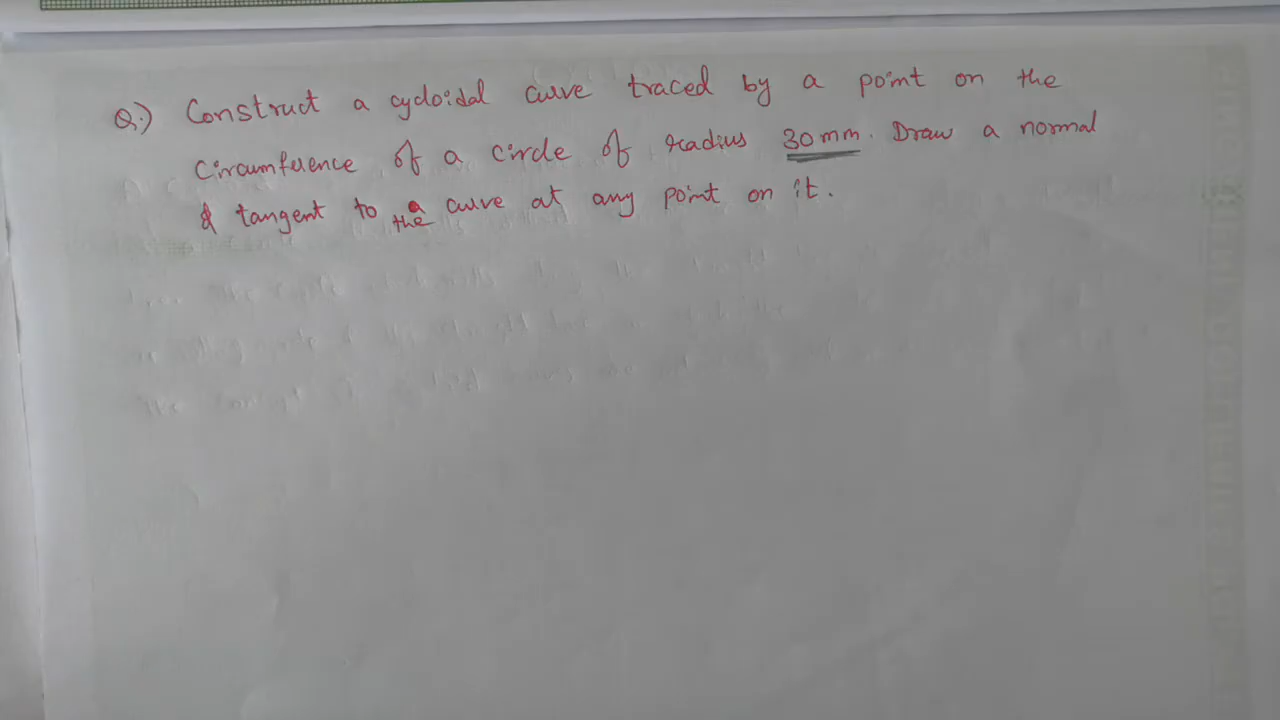 Q.) Construct a cycloidal curve traced by a point on the
circumference of a circle of radius 30mm. Draw a normal
& tangent to the curve at any point on it.